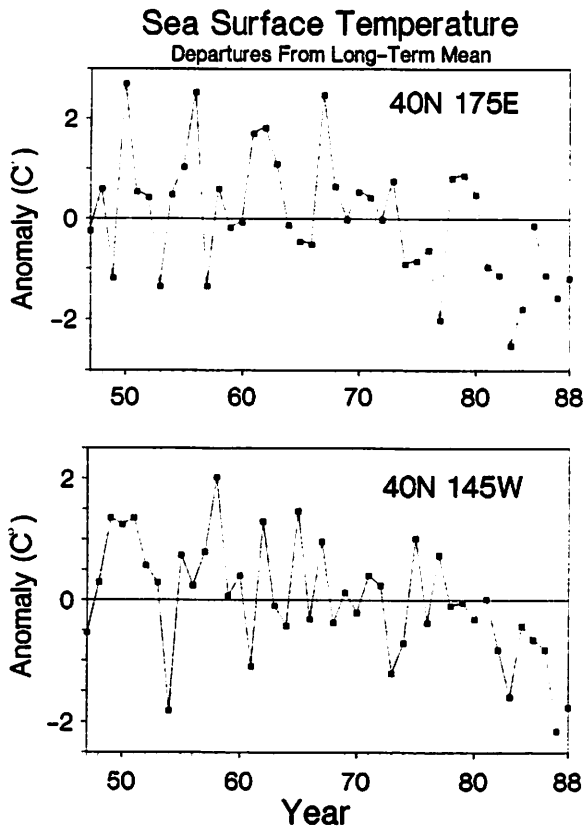 Sea Surface Temperature
Departures From Long-Term Mean
40N 175E
Anomaly (C°)
2
0
-2
50 60 70 80 88
40N 145W
Anomaly (C°)
2
0
-2
50 60 70 80 88
Year